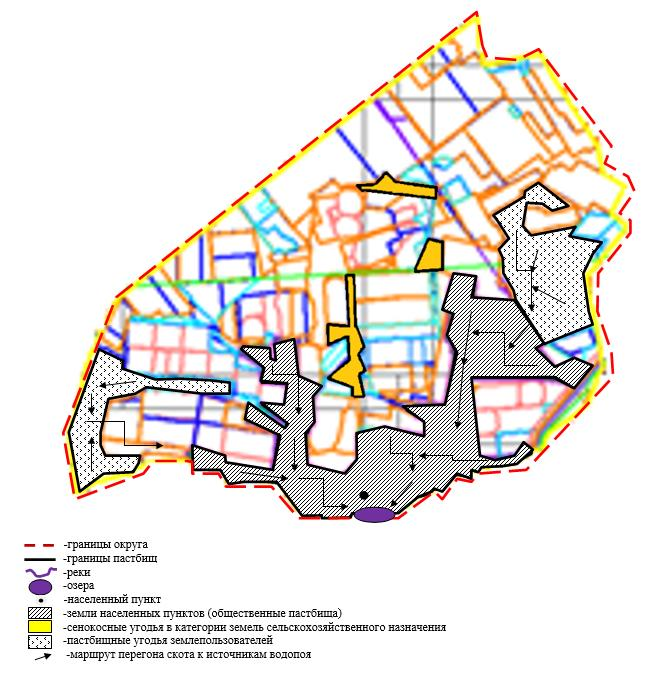 -границы округа
-границы пастбищ
-реки
-озера
-населенный пункт
-земли населенных пунктов (общественные пастбища)
-сенокосные угодья в категории земель сельскохозяйственного назначения
-пастбищные угодья землепользователей
-маршрут перегона скота к источникам водопоя